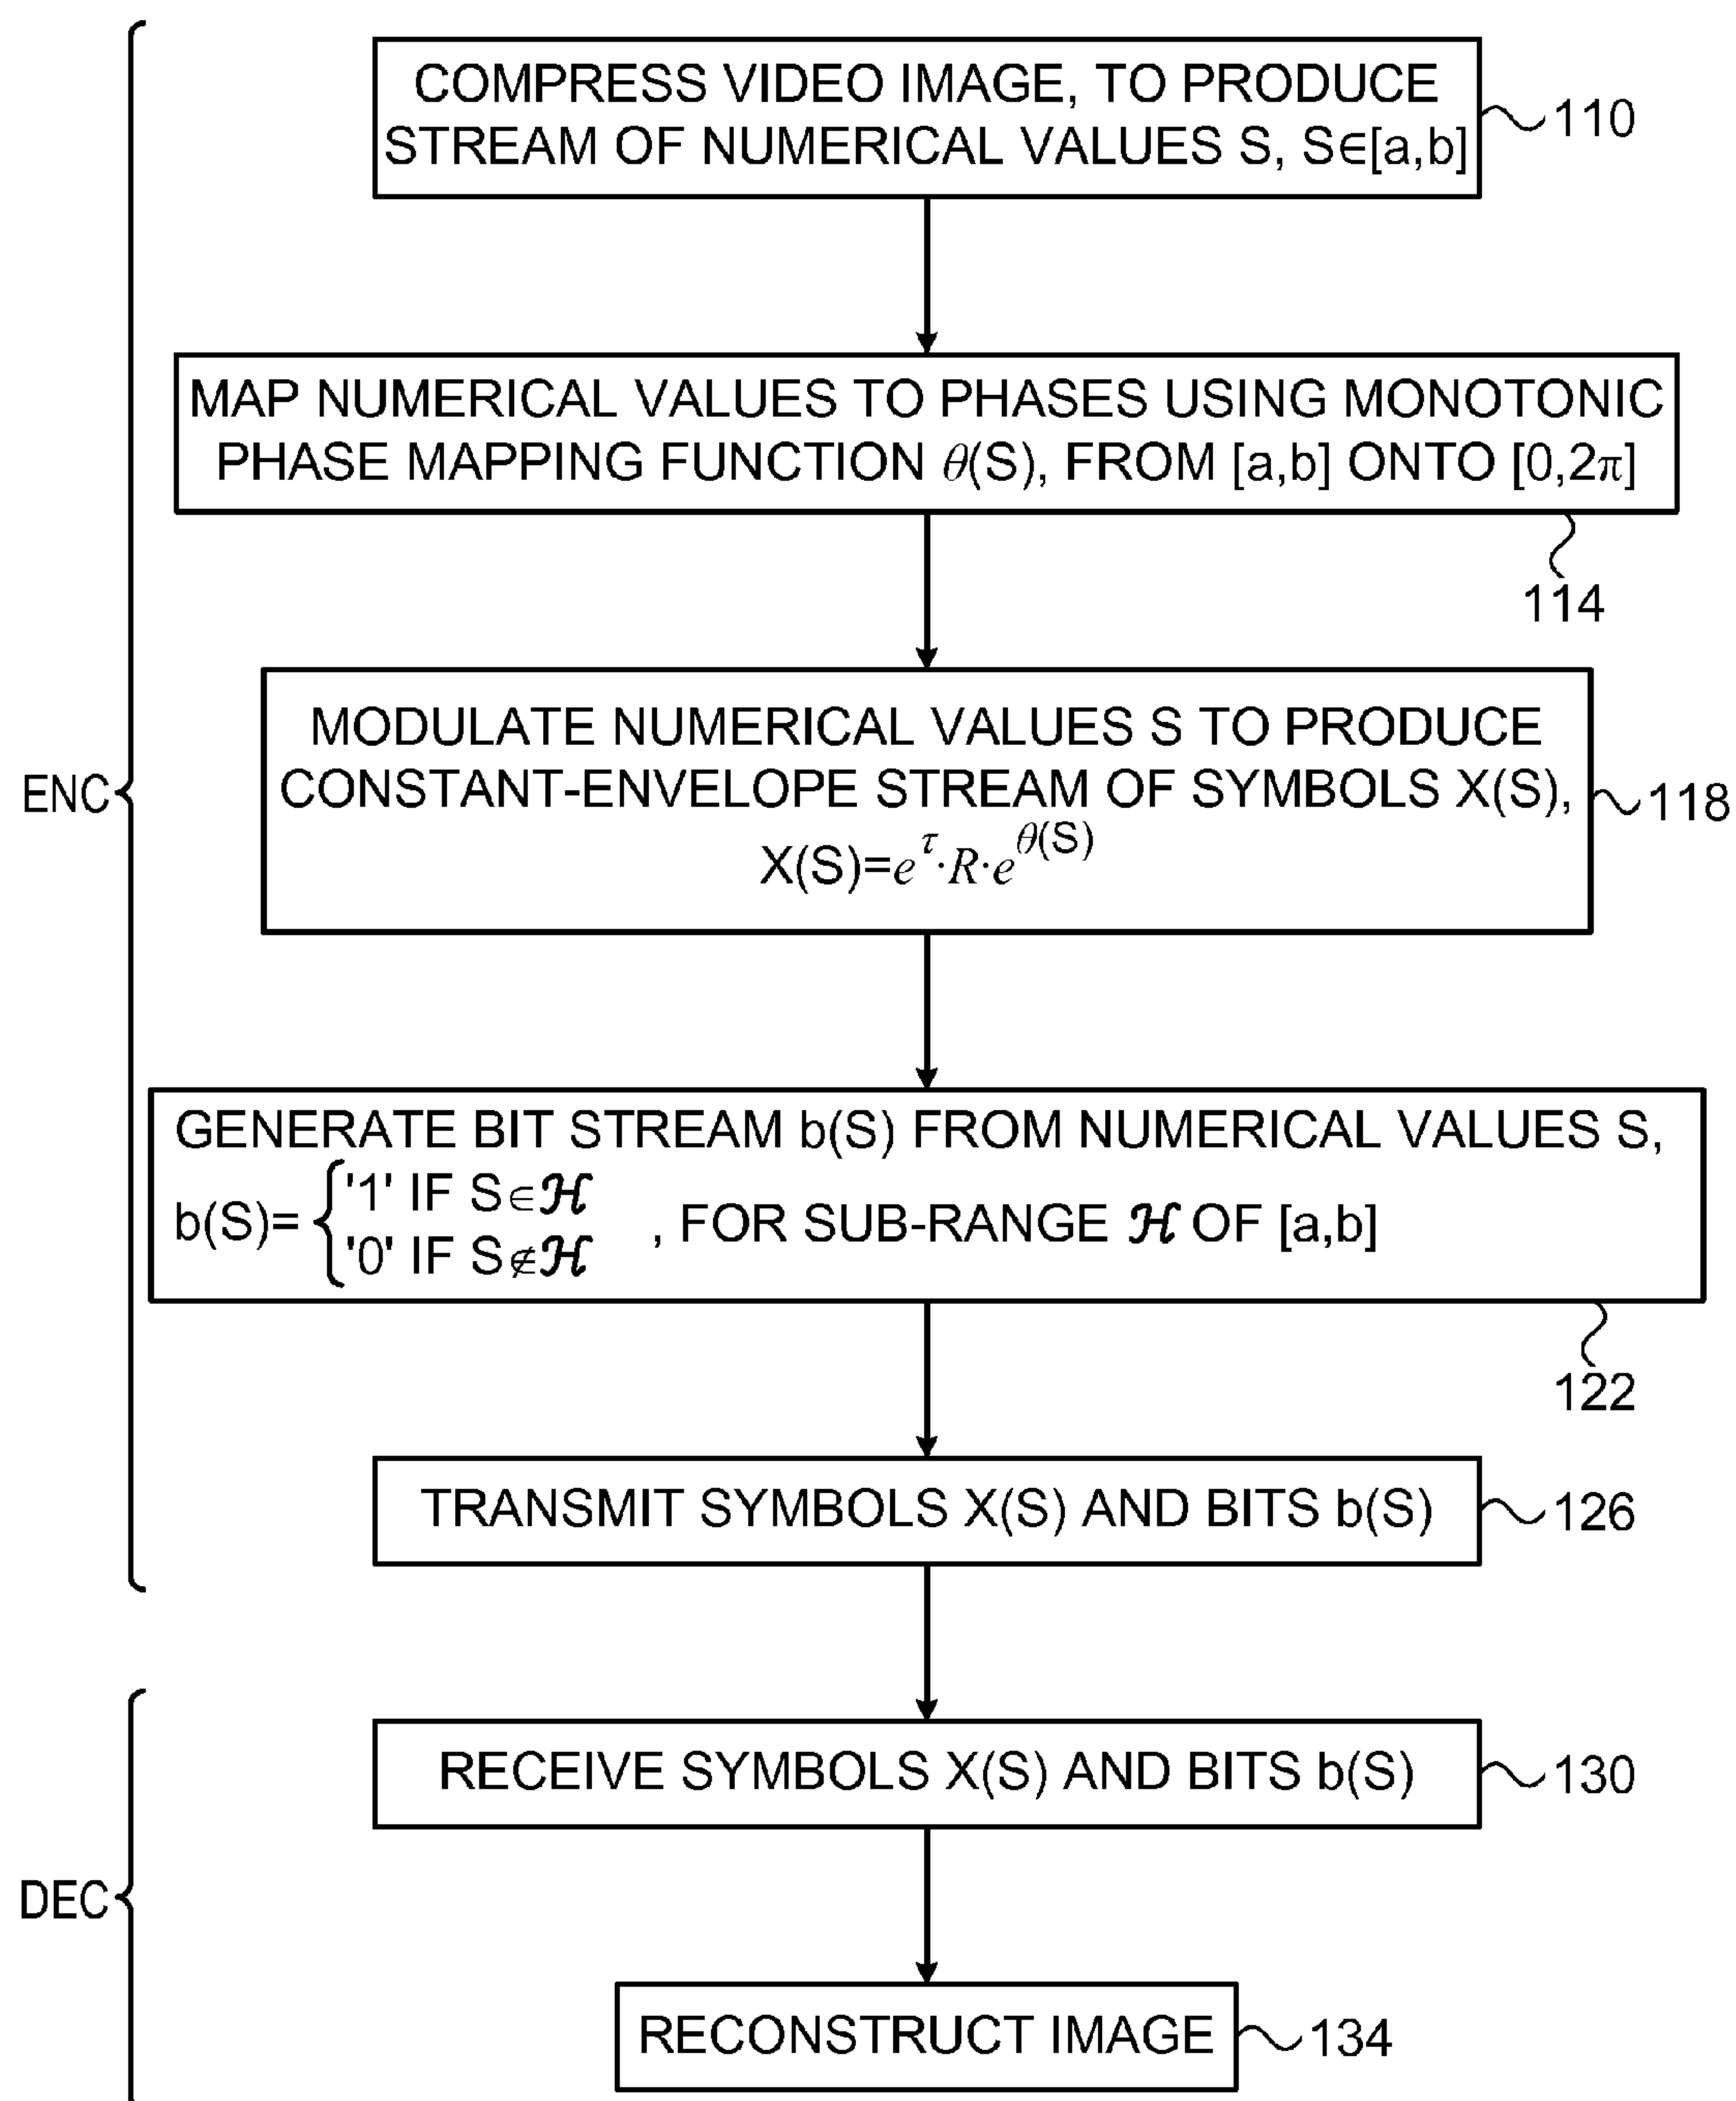 COMPRESS VIDEO IMAGE, TO PRODUCE
STREAM OF NUMERICAL VALUES S, S∈[a,b]
110
MAP NUMERICAL VALUES TO PHASES USING MONOTONIC
PHASE MAPPING FUNCTION θ(S), FROM [a,b] ONTO [0,2π]
114
ENC
MODULATE NUMERICAL VALUES S TO PRODUCE
CONSTANT-ENVELOPE STREAM OF SYMBOLS X(S),
X(S)=e^τ·R·e^θ(S)
118
GENERATE BIT STREAM b(S) FROM NUMERICAL VALUES S,
b(S)= { '1' IF S∈ℋ
'0' IF S∉ℋ
, FOR SUB-RANGE ℋ OF [a,b]
122
TRANSMIT SYMBOLS X(S) AND BITS b(S)
126
DEC
RECEIVE SYMBOLS X(S) AND BITS b(S)
130
RECONSTRUCT IMAGE
134